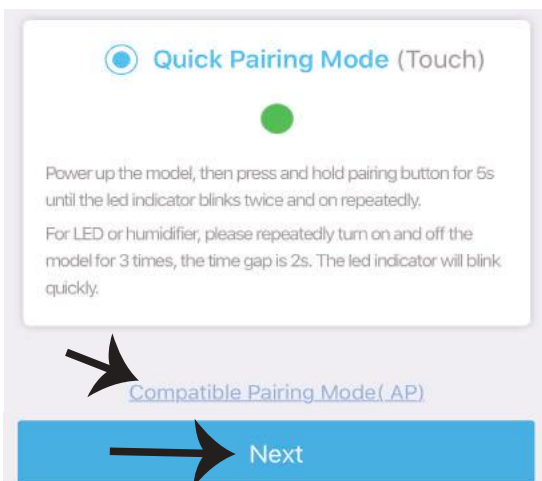 Quick Pairing Mode (Touch)
Power up the model, then press and hold pairing button for 5s
until the led indicator blinks twice and on repeatedly.
For LED or humidifier, please repeatedly turn on and off the
model for 3 times, the time gap is 2s. The led indicator will blink
quickly.
Compatible Pairing Mode( AP)
Next